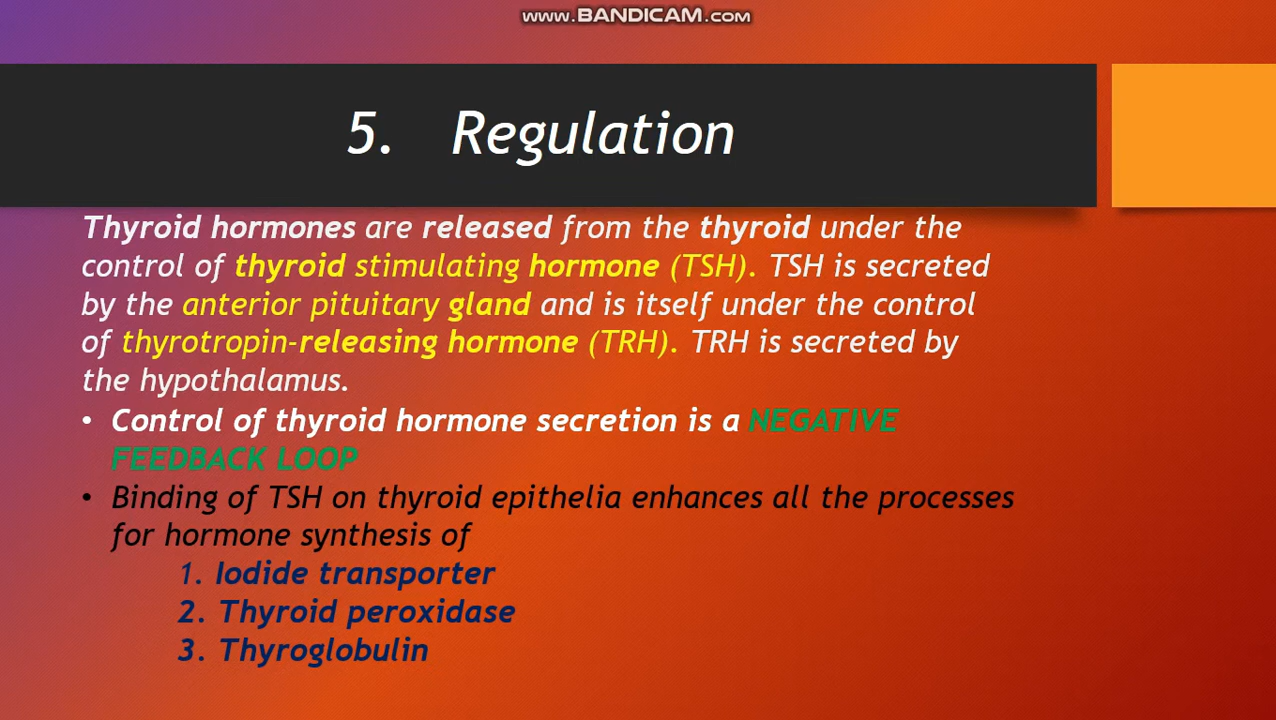 www.BANDICAM.com
5. Regulation
Thyroid hormones are released from the thyroid under the
control of thyroid stimulating hormone (TSH). TSH is secreted
by the anterior pituitary gland and is itself under the control
of thyrotropin-releasing hormone (TRH). TRH is secreted by
the hypothalamus.
• Control of thyroid hormone secretion is a NEGATIVE
FEEDBACK LOOP
• Binding of TSH on thyroid epithelia enhances all the processes
for hormone synthesis of
1. Iodide transporter
2. Thyroid peroxidase
3. Thyroglobulin